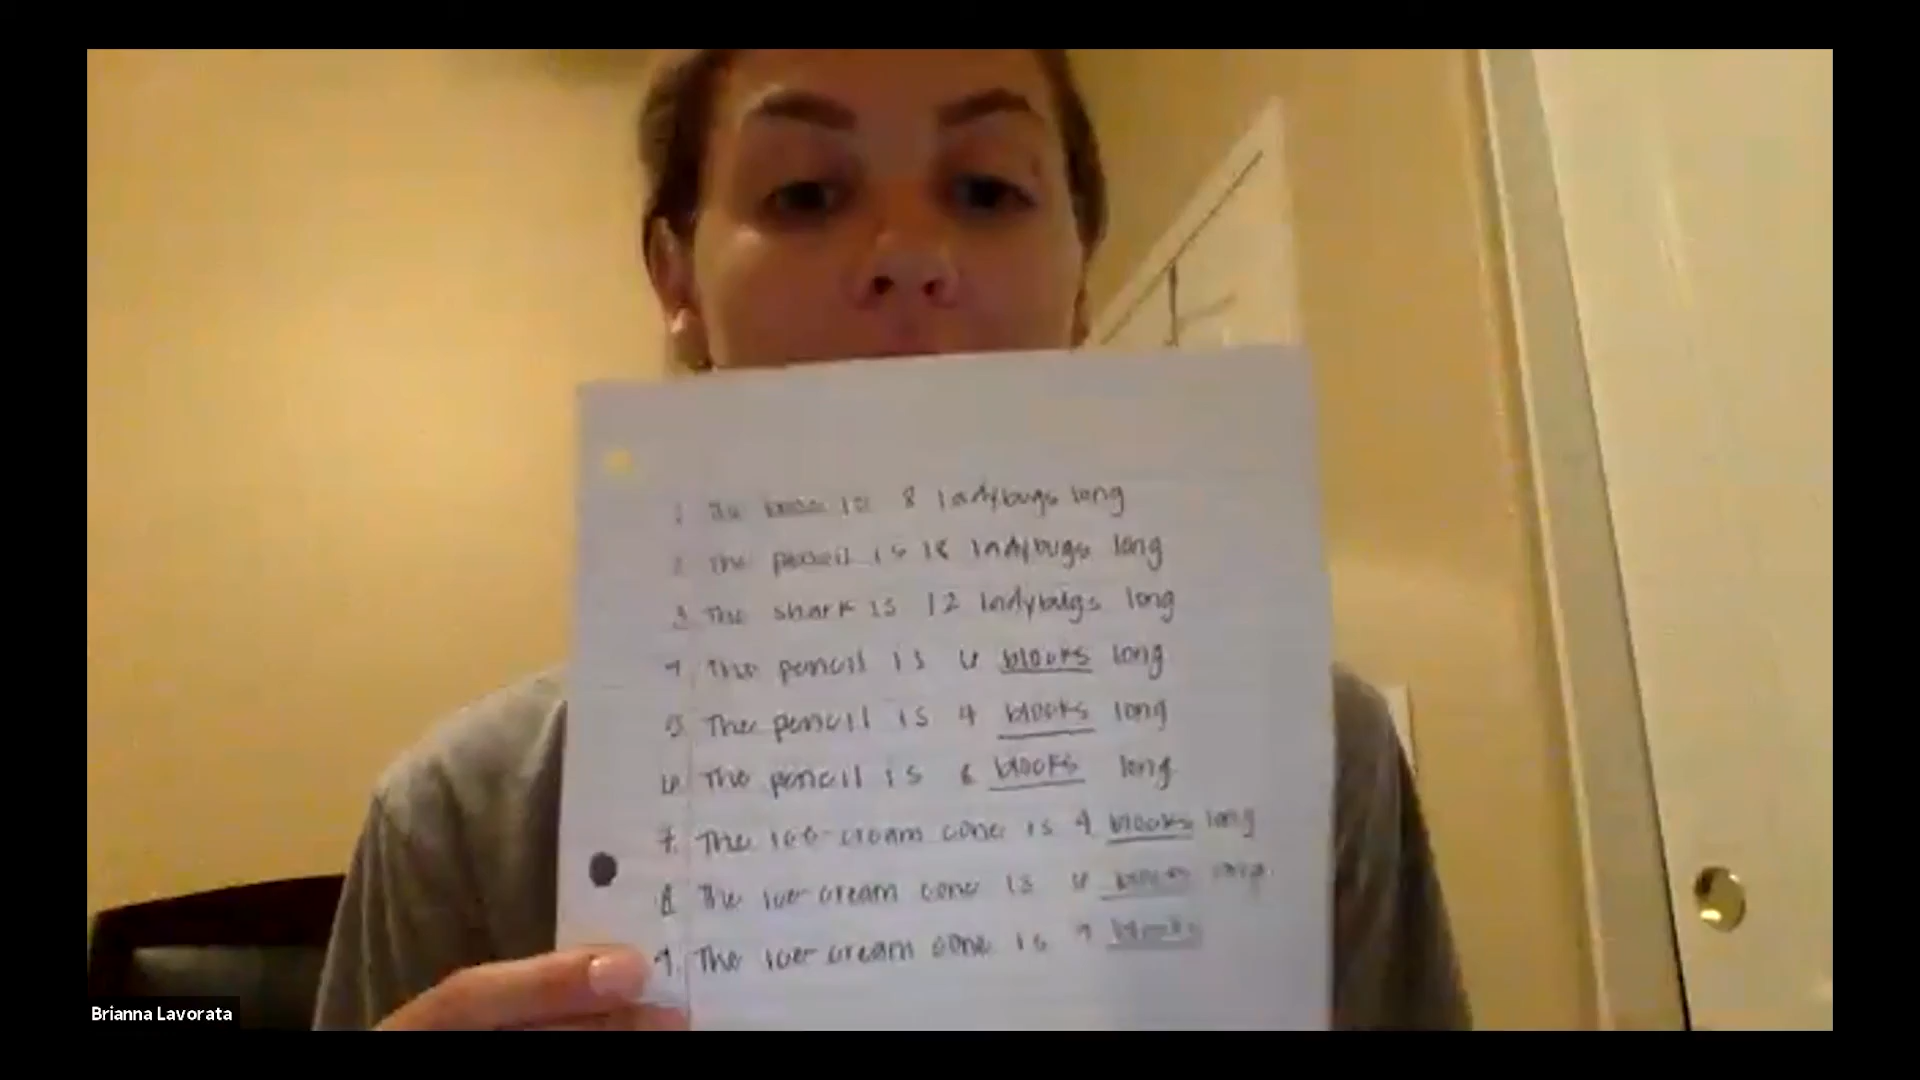 1. The is 8 ladybugs long
2. The pencil is 18 ladybugs long
3. The shark is 12 ladybugs long
4. The pencil is 6 blocks long
5. The pencil is 4 blocks long
6. The pencil is blocks long
7. The ice-cream cone is 4 blocks long
8. The ice-cream cone is 6 blocks long.
9. The ice-cream cone is blocks
Brianna Lavorata